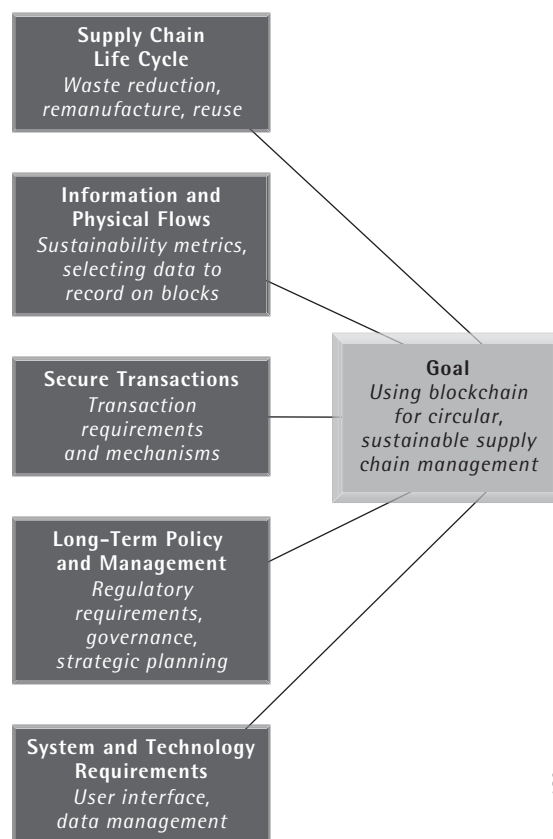 Supply Chain
Life Cycle
Waste reduction,
remanufacture, reuse
Information and
Physical Flows
Sustainability metrics,
selecting data to
record on blocks
Secure Transactions
Transaction
requirements
and mechanisms
Long-Term Policy
and Management
Regulatory
requirements,
governance,
strategic planning
System and Technology
Requirements
User interface,
data management
Goal
Using blockchain
for circular,
sustainable supply
chain management